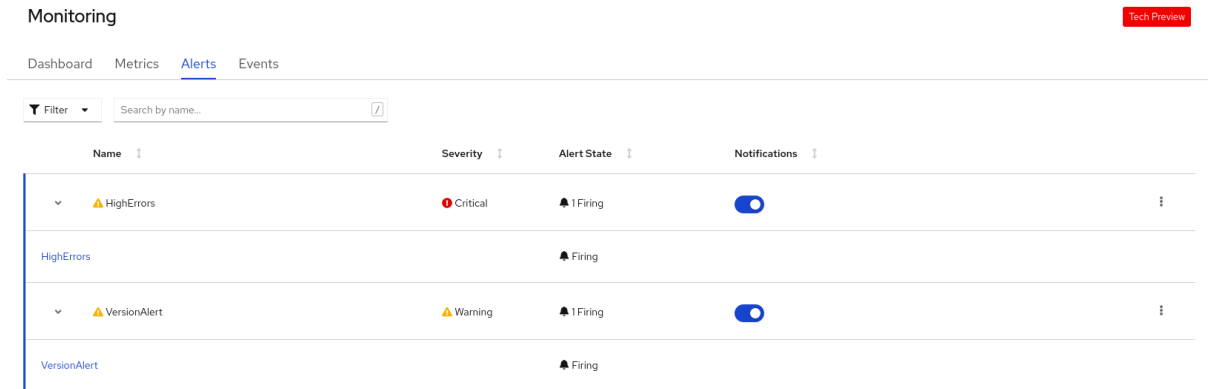 Monitoring
Tech Preview
Dashboard Metrics Alerts Events
Filter Search by name... /
Name Severity Alert State Notifications
HighErrors Critical 1 Firing
HighErrors Firing
VersionAlert Warning 1 Firing
VersionAlert Firing